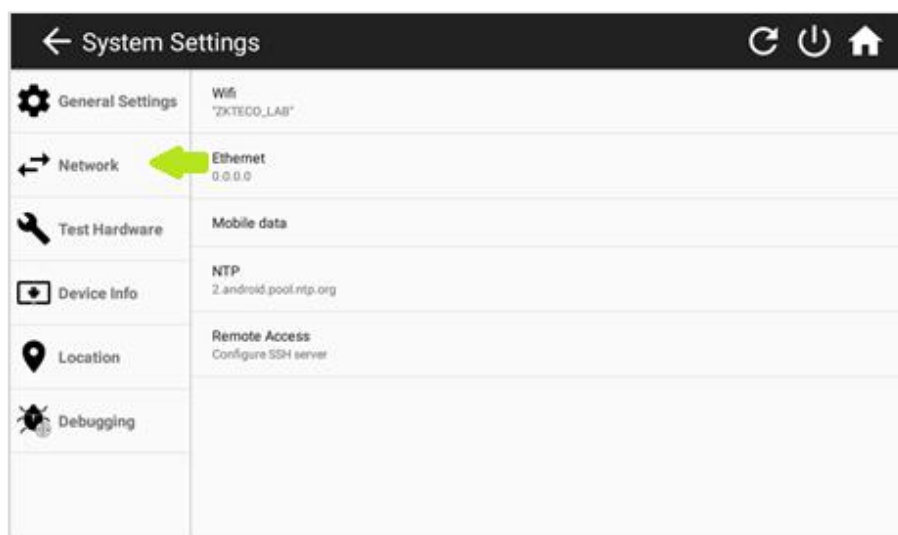 System Settings
General Settings
Network
Test Hardware
Device Info
Location
Debugging
Wifi
"ZKTECO_LAB"
Ethernet
0.0.0.0
Mobile data
NTP
2.android.pool.ntp.org
Remote Access
Configure SSH server